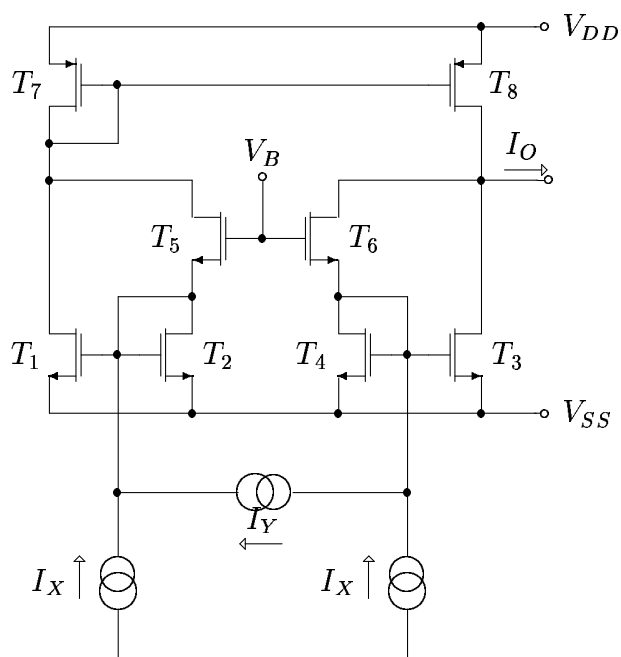 V_DD
T_7
T_8
V_B
I_O
T_5
T_6
T_1
T_2
T_4
T_3
V_SS
I_Y
I_X
I_X